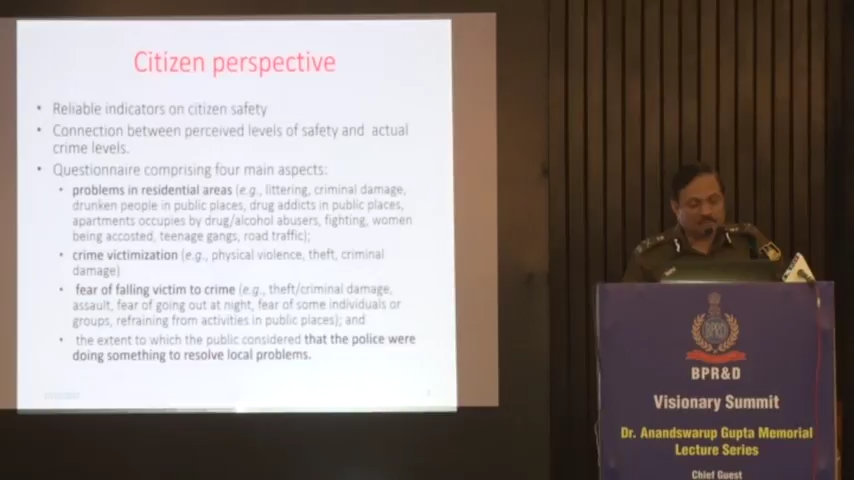 Citizen perspective
• Reliable indicators on citizen safety
• Connection between perceived levels of safety and actual
crime levels.
• Questionnaire comprising four main aspects:
• problems in residential areas (e.g., littering, criminal damage,
drunken people in public places, drug addicts in public places,
apartments occupies by drug/alcohol abusers, fighting, women
being accosted, teenage gangs, road traffic);
• crime victimization (e.g., physical violence, theft, criminal
damage)
• fear of falling victim to crime (e.g., theft/criminal damage,
assault, fear of going out at night, fear of some individuals or
groups, refraining from activities in public places); and
• the extent to which the public considered that the police were
doing something to resolve local problems.
BPR&D
BPR&D
Visionary Summit
Dr. Anandswarup Gupta Memorial
Lecture Series
Chief Guest